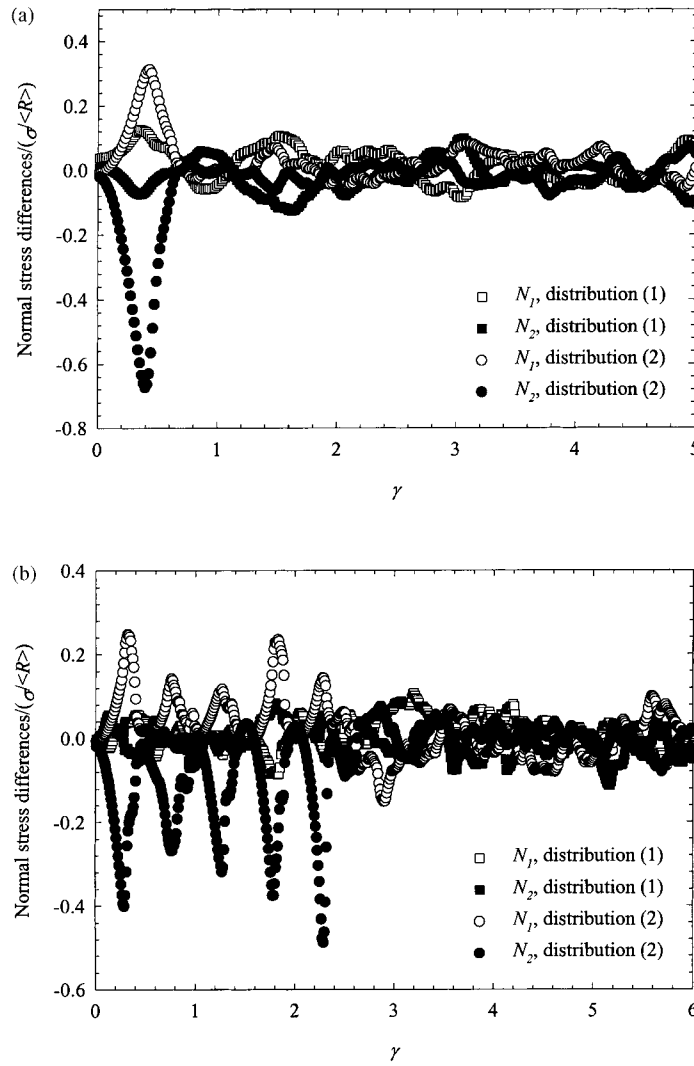 (a)
0.4
0.2
0.0
-0.2
-0.4
-0.6
-0.8
Normal stress differences/(σ/<R>)
N1, distribution (1)
N2, distribution (1)
N1, distribution (2)
N2, distribution (2)
0 1 2 3 4 5
γ
(b)
0.4
0.2
0.0
-0.2
-0.4
-0.6
Normal stress differences/(σ/<R>)
N1, distribution (1)
N2, distribution (1)
N1, distribution (2)
N2, distribution (2)
0 1 2 3 4 5 6
γ